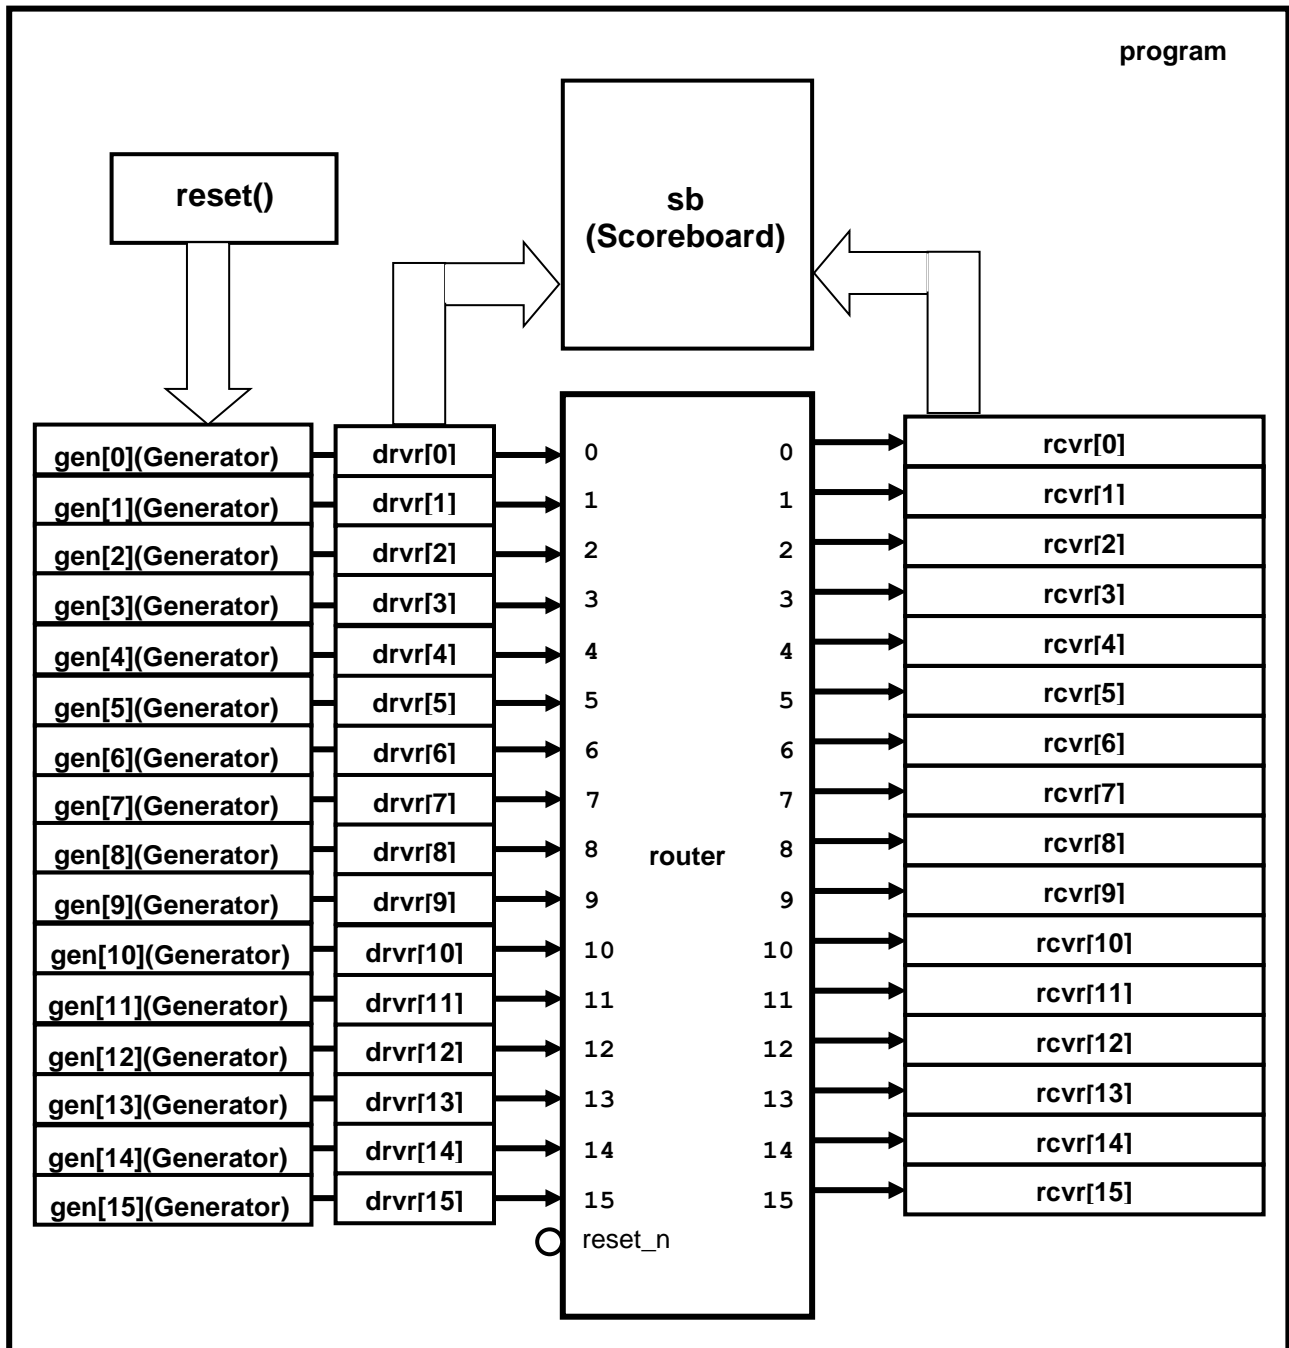 program
reset()
sb
(Scoreboard)
gen[0](Generator)
gen[1](Generator)
gen[2](Generator)
gen[3](Generator)
gen[4](Generator)
gen[5](Generator)
gen[6](Generator)
gen[7](Generator)
gen[8](Generator)
gen[9](Generator)
gen[10](Generator)
gen[11](Generator)
gen[12](Generator)
gen[13](Generator)
gen[14](Generator)
gen[15](Generator)
drvr[0]
drvr[1]
drvr[2]
drvr[3]
drvr[4]
drvr[5]
drvr[6]
drvr[7]
drvr[8]
drvr[9]
drvr[10]
drvr[11]
drvr[12]
drvr[13]
drvr[14]
drvr[15]
0
1
2
3
4
5
6
7
8
9
10
11
12
13
14
15
reset_n
router
0
1
2
3
4
5
6
7
8
9
10
11
12
13
14
15
rcvr[0]
rcvr[1]
rcvr[2]
rcvr[3]
rcvr[4]
rcvr[5]
rcvr[6]
rcvr[7]
rcvr[8]
rcvr[9]
rcvr[10]
rcvr[11]
rcvr[12]
rcvr[13]
rcvr[14]
rcvr[15]